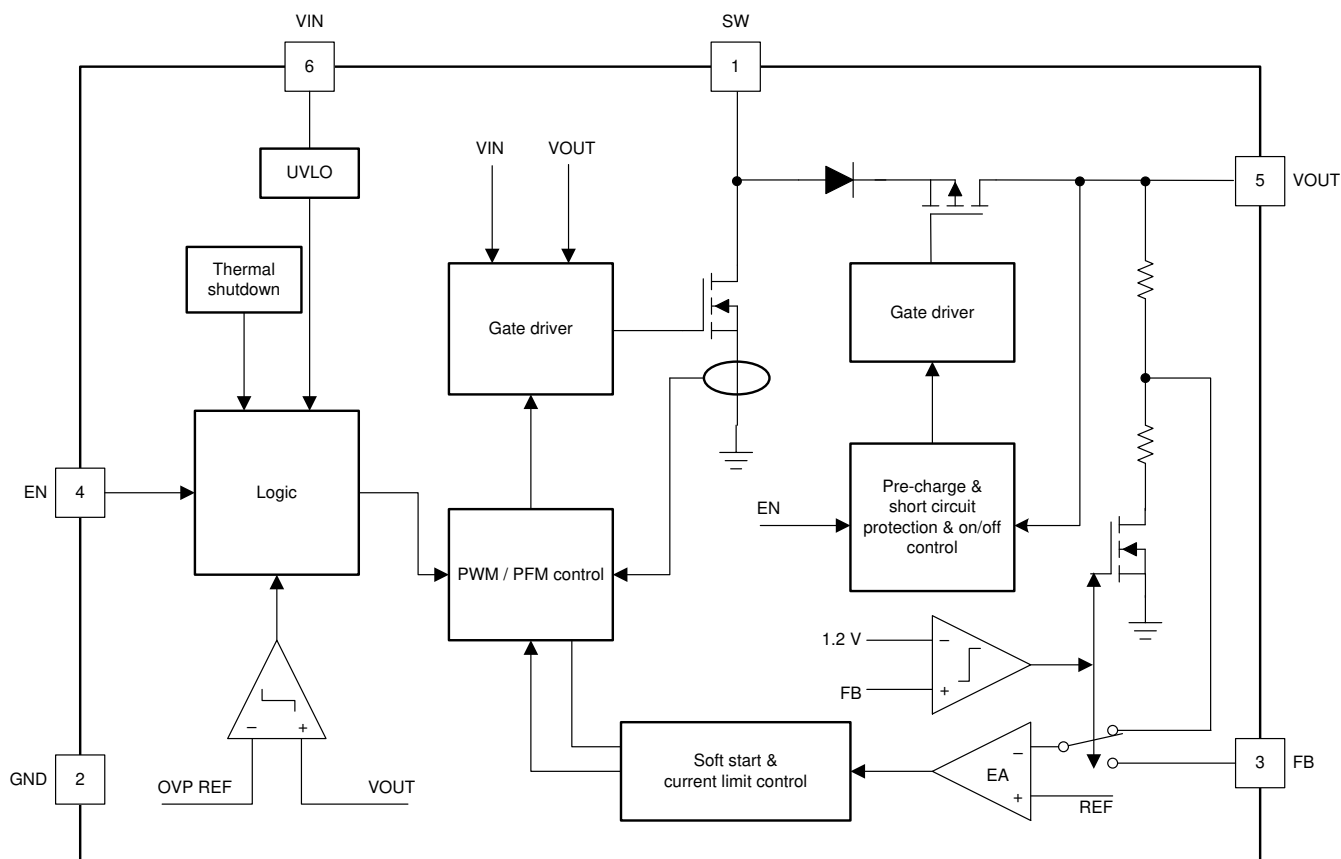 VIN
SW
6
1
VIN
VOUT
UVLO
5
VOUT
Thermal
shutdown
Gate driver
Gate driver
EN
4
Logic
Pre-charge &
short circuit
protection & on/off
control
EN
PWM / PFM control
1.2 V
−
FB
+
−
+
Soft start &
current limit control
−
EA
+
REF
3
FB
GND
2
OVP REF
VOUT